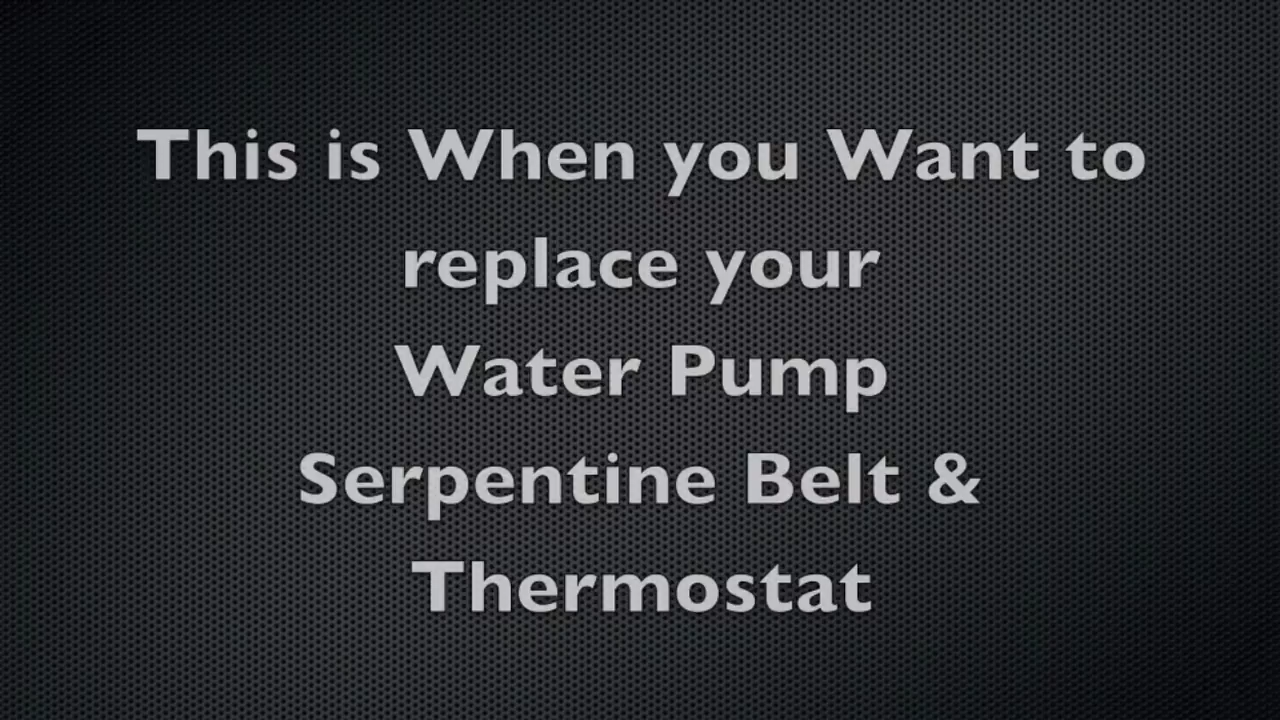 This is When you Want to
replace your
Water Pump
Serpentine Belt &
Thermostat